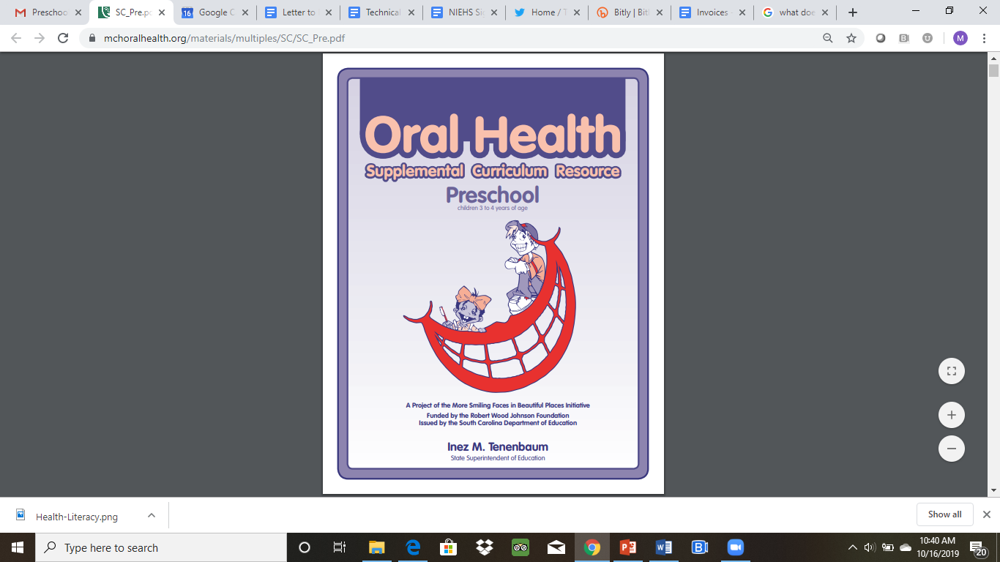 Preschoo
SC_Pre.pd
16
Google C
Letter to
Technical
NIEHS Sig
Home / T
Bitly | Bitl
Invoices -
what doe
mchoralhealth.org/materials/multiples/SC/SC_Pre.pdf
M
Oral Health
Supplemental Curriculum Resource
Preschool
children 3 to 4 years of age
A Project of the More Smiling Faces in Beautiful Places Initiative
Funded by the Robert Wood Johnson Foundation
Issued by the South Carolina Department of Education
Inez M. Tenenbaum
State Superintendent of Education
Health-Literacy.png
Show all
Type here to search
10:40 AM
10/16/2019
20